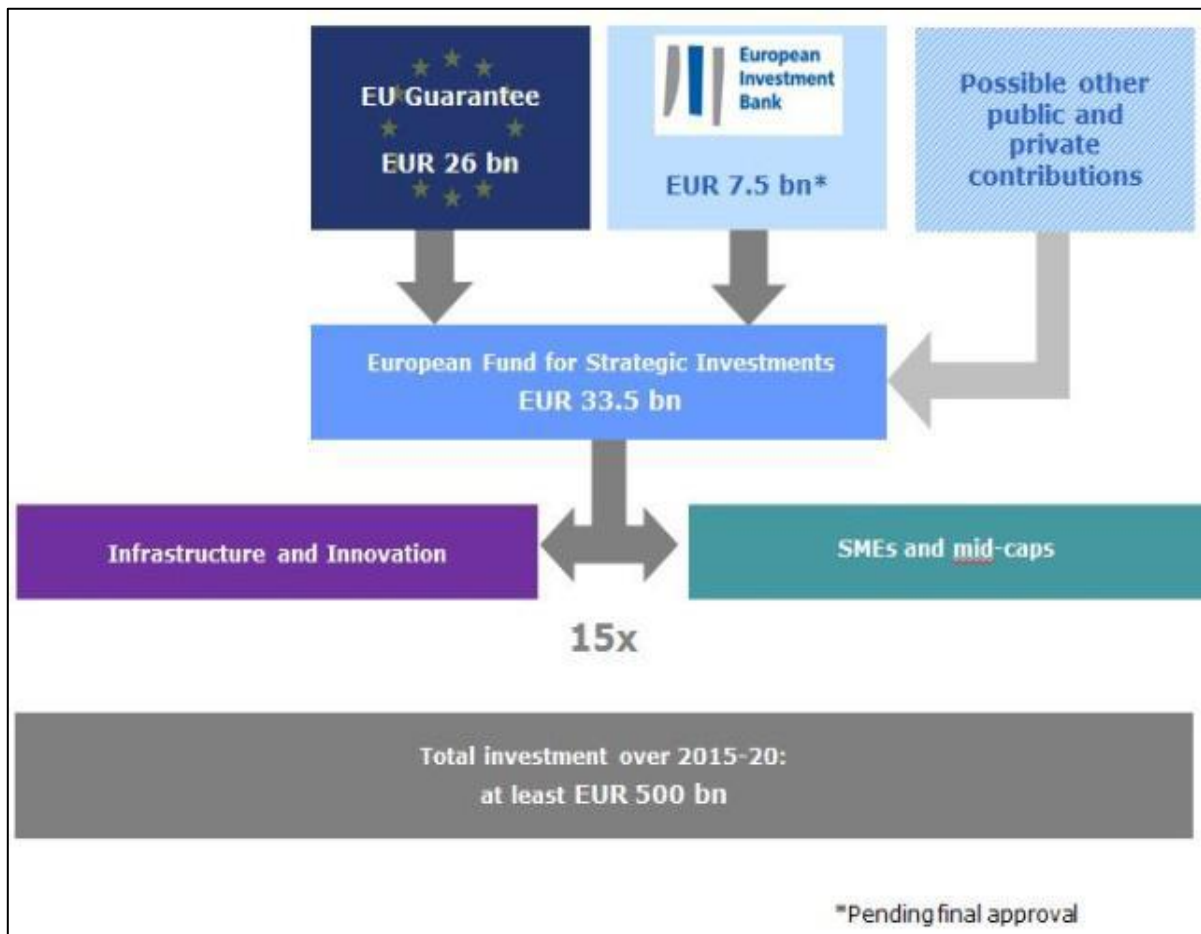 EU Guarantee
EUR 26 bn
European
Investment
Bank
EUR 7.5 bn*
Possible other
public and
private
contributions
European Fund for Strategic Investments
EUR 33.5 bn
Infrastructure and Innovation
SMEs and mid-caps
15x
Total investment over 2015-20:
at least EUR 500 bn
*Pending final approval